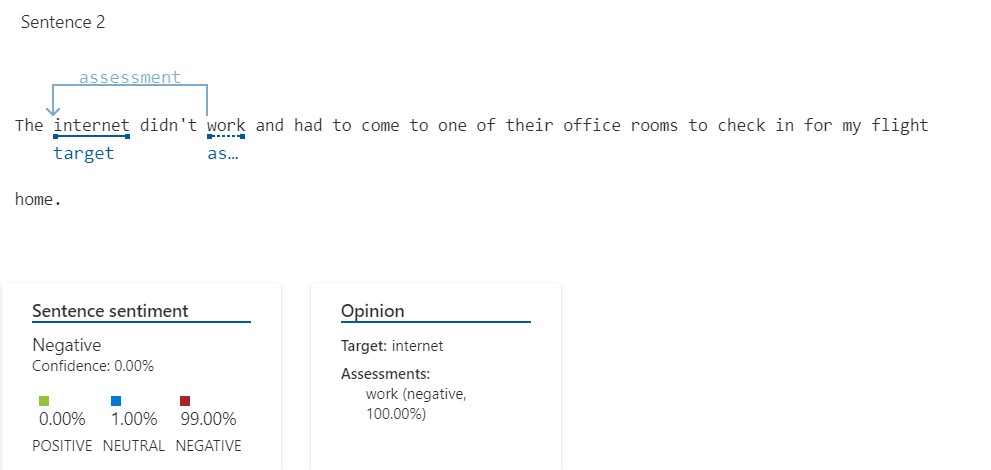 Sentence 2
assessment
The internet didn't work and had to come to one of their office rooms to check in for my flight
target as…
home.
Sentence sentiment
Negative
Confidence: 0.00%
0.00% 1.00% 99.00%
POSITIVE NEUTRAL NEGATIVE
Opinion
Target: internet
Assessments:
work (negative,
100.00%)